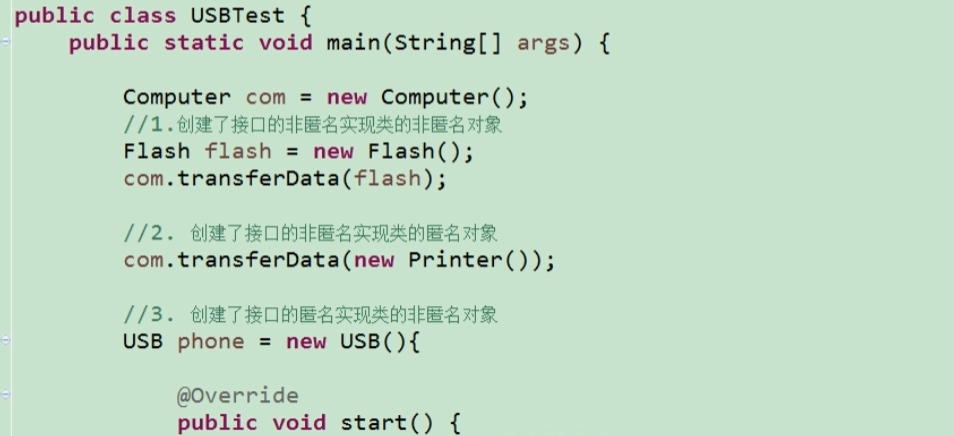 public class USBTest {
public static void main(String[] args) {
Computer com = new Computer();
//1.创建了接口的非匿名实现类的非匿名对象
Flash flash = new Flash();
com.transferData(flash);
//2. 创建了接口的非匿名实现类的匿名对象
com.transferData(new Printer());
//3. 创建了接口的匿名实现类的非匿名对象
USB phone = new USB(){
@Override
public void start() {